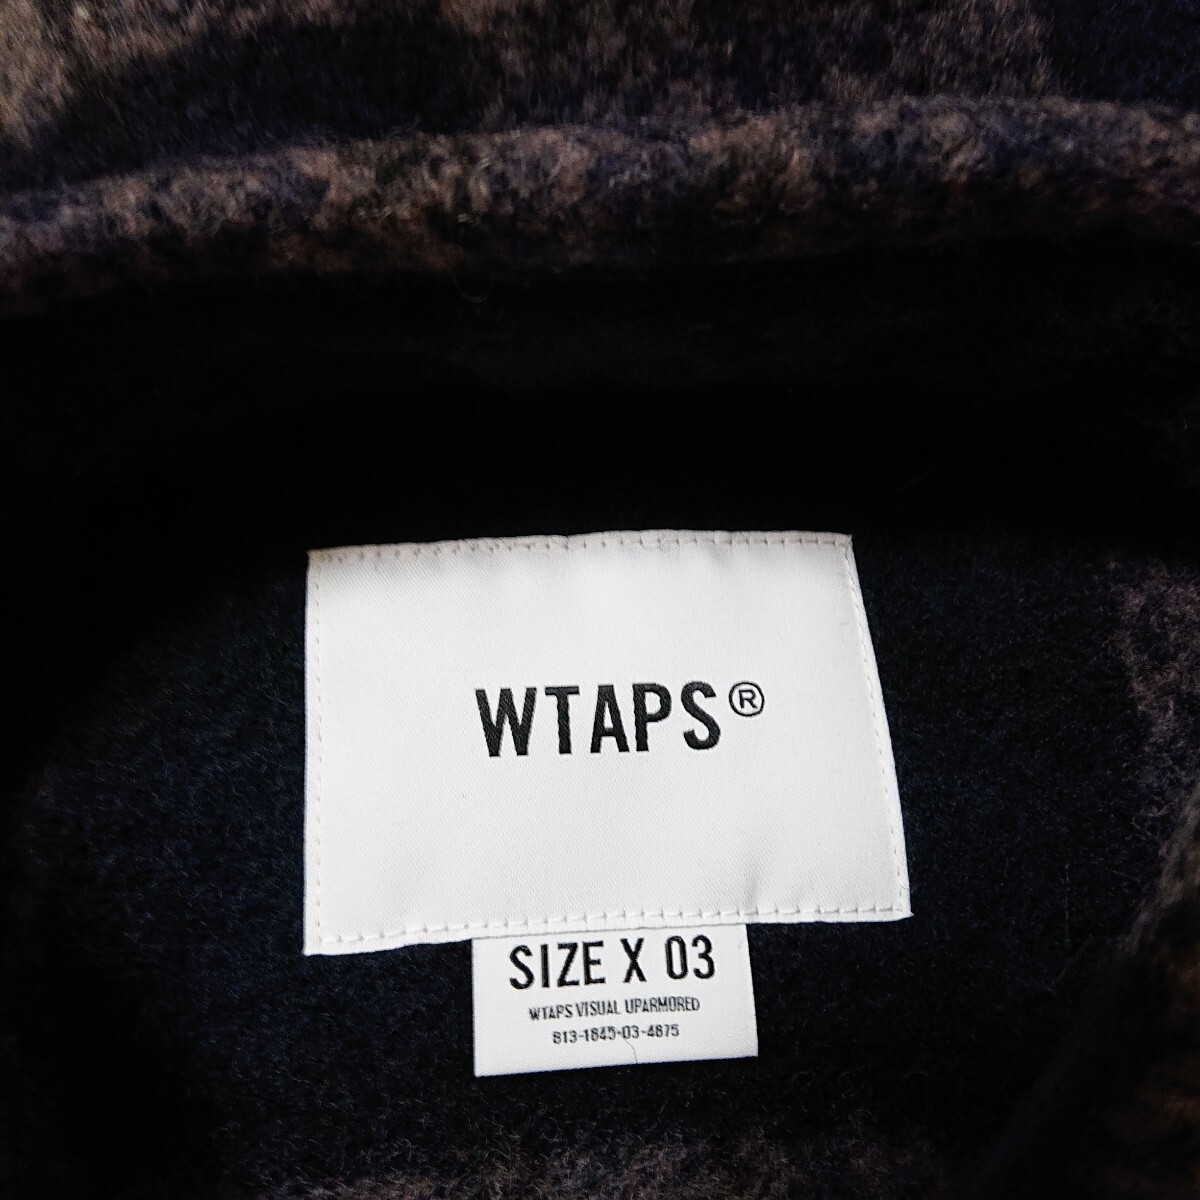 WTAPS®
SIZE X 03
WTAPS VISUAL UPARMORED
813-1845-03-4875